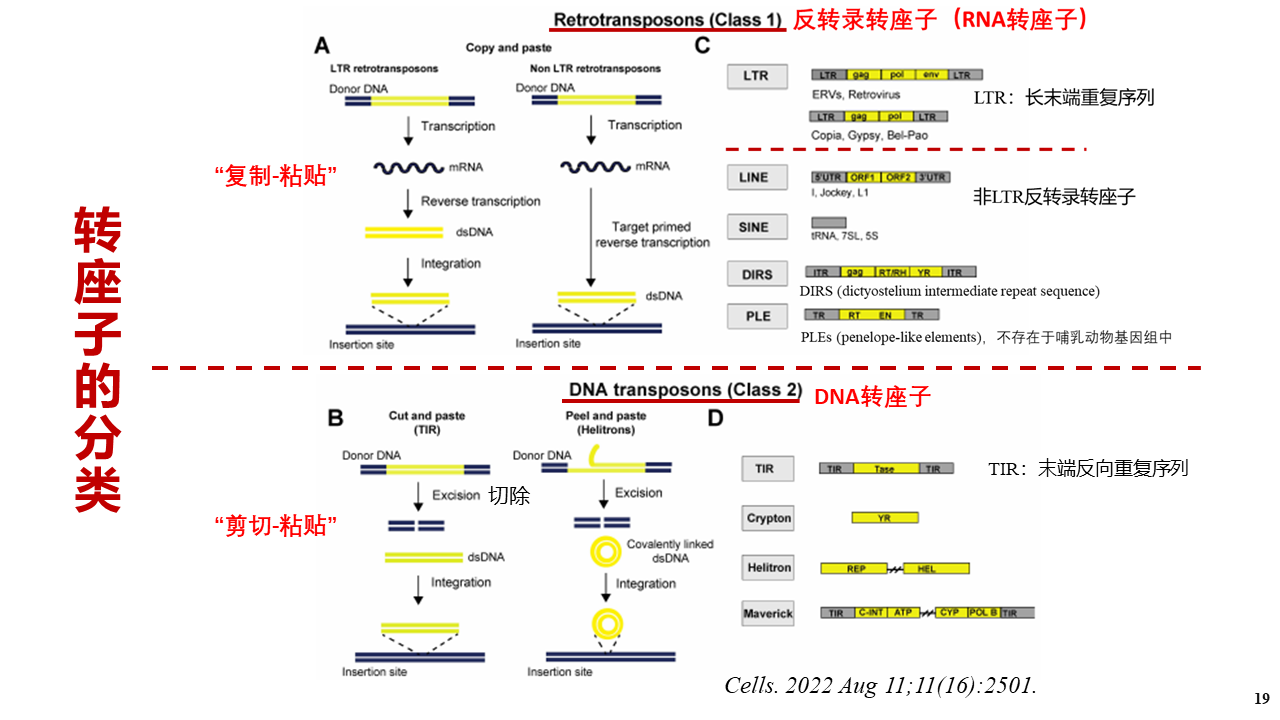 转座子的分类
Retrotransposons (Class 1) 反转录转座子（RNA转座子）
A
Copy and paste
LTR retrotransposons
Donor DNA
Transcription
mRNA
Reverse transcription
dsDNA
Integration
Insertion site
Non LTR retrotransposons
Donor DNA
Transcription
mRNA
Target primed
reverse transcription
dsDNA
Insertion site
“复制-粘贴”
C
LTR
LTR gag pol env LTR
ERVs, Retrovirus
LTR gag pol LTR
Copia, Gypsy, Bel-Pao
LTR：长末端重复序列
LINE
5'UTR ORF1 ORF2 3'UTR
I, Jockey, L1
非LTR反转录转座子
SINE
tRNA, 7SL, 5S
DIRS
ITR gag RT/RH YR ITR
DIRS (dictyostelium intermediate repeat sequence)
PLE
TR RT EN TR
PLEs (penelope-like elements)，不存在于哺乳动物基因组中
DNA transposons (Class 2) DNA转座子
B
Cut and paste
(TIR)
Donor DNA
Excision 切除
dsDNA
Integration
Insertion site
Peel and paste
(Helitrons)
Donor DNA
Excision
Covalently linked
dsDNA
Integration
Insertion site
“剪切-粘贴”
D
TIR
TIR Tase TIR
TIR：末端反向重复序列
Crypton
YR
Helitron
REP HEL
Maverick
TIR C-INT ATP CYP POL B TIR
Cells. 2022 Aug 11;11(16):2501.
19